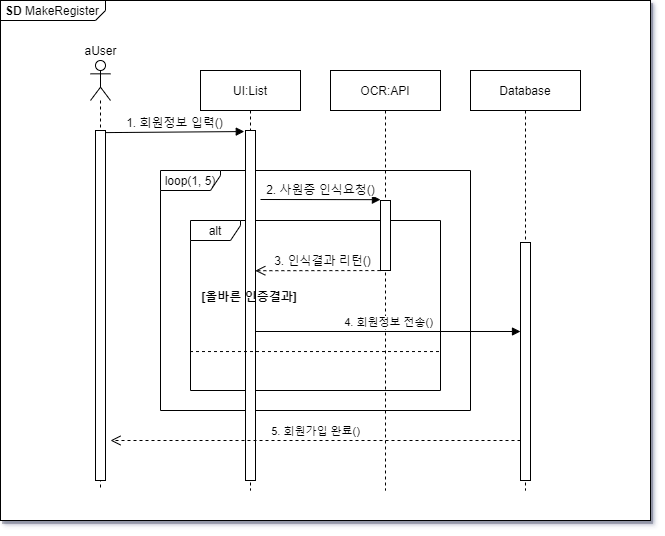 SD MakeRegister
aUser
UI:List
OCR:API
Database
1. 회원정보 입력()
loop(1, 5)
2. 사원증 인식요청()
alt
3. 인식결과 리턴()
[올바른 인증결과]
4. 회원정보 전송()
5. 회원가입 완료()